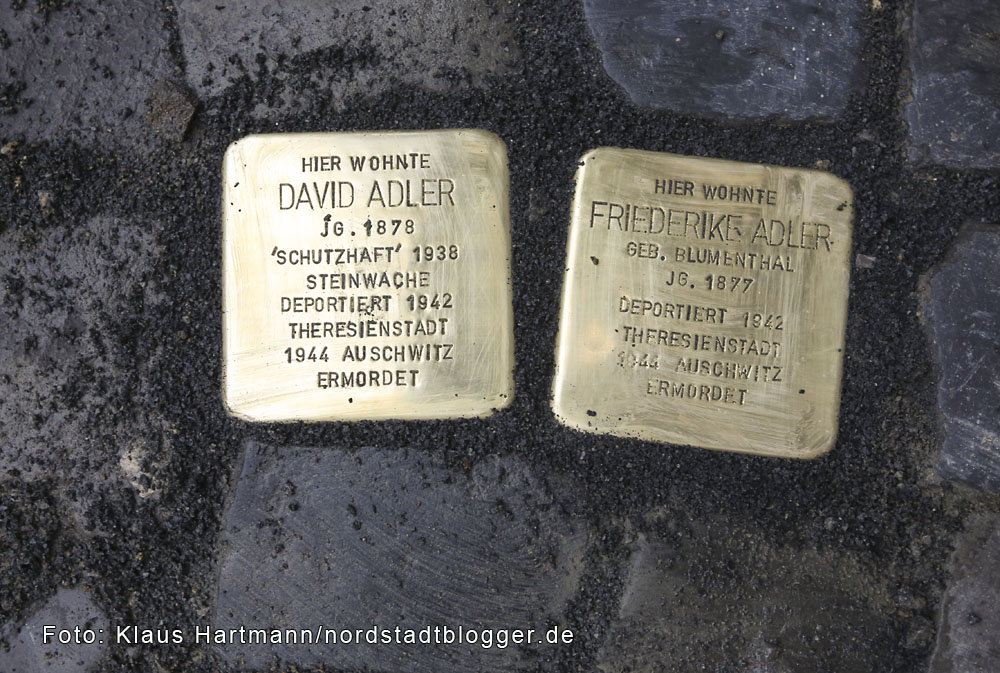 HIER WOHNTE
DAVID ADLER
JG. 1878
'SCHUTZHAFT' 1938
STEINWACHE
DEPORTIERT 1942
THERESIENSTADT
1944 AUSCHWITZ
ERMORDET
HIER WOHNTE
FRIEDERIKE ADLER
GEB. BLUMENTHAL
JG. 1877
DEPORTIERT 1942
THERESIENSTADT
1944 AUSCHWITZ
ERMORDET
Foto: Klaus Hartmann/nordstadtblogger.de